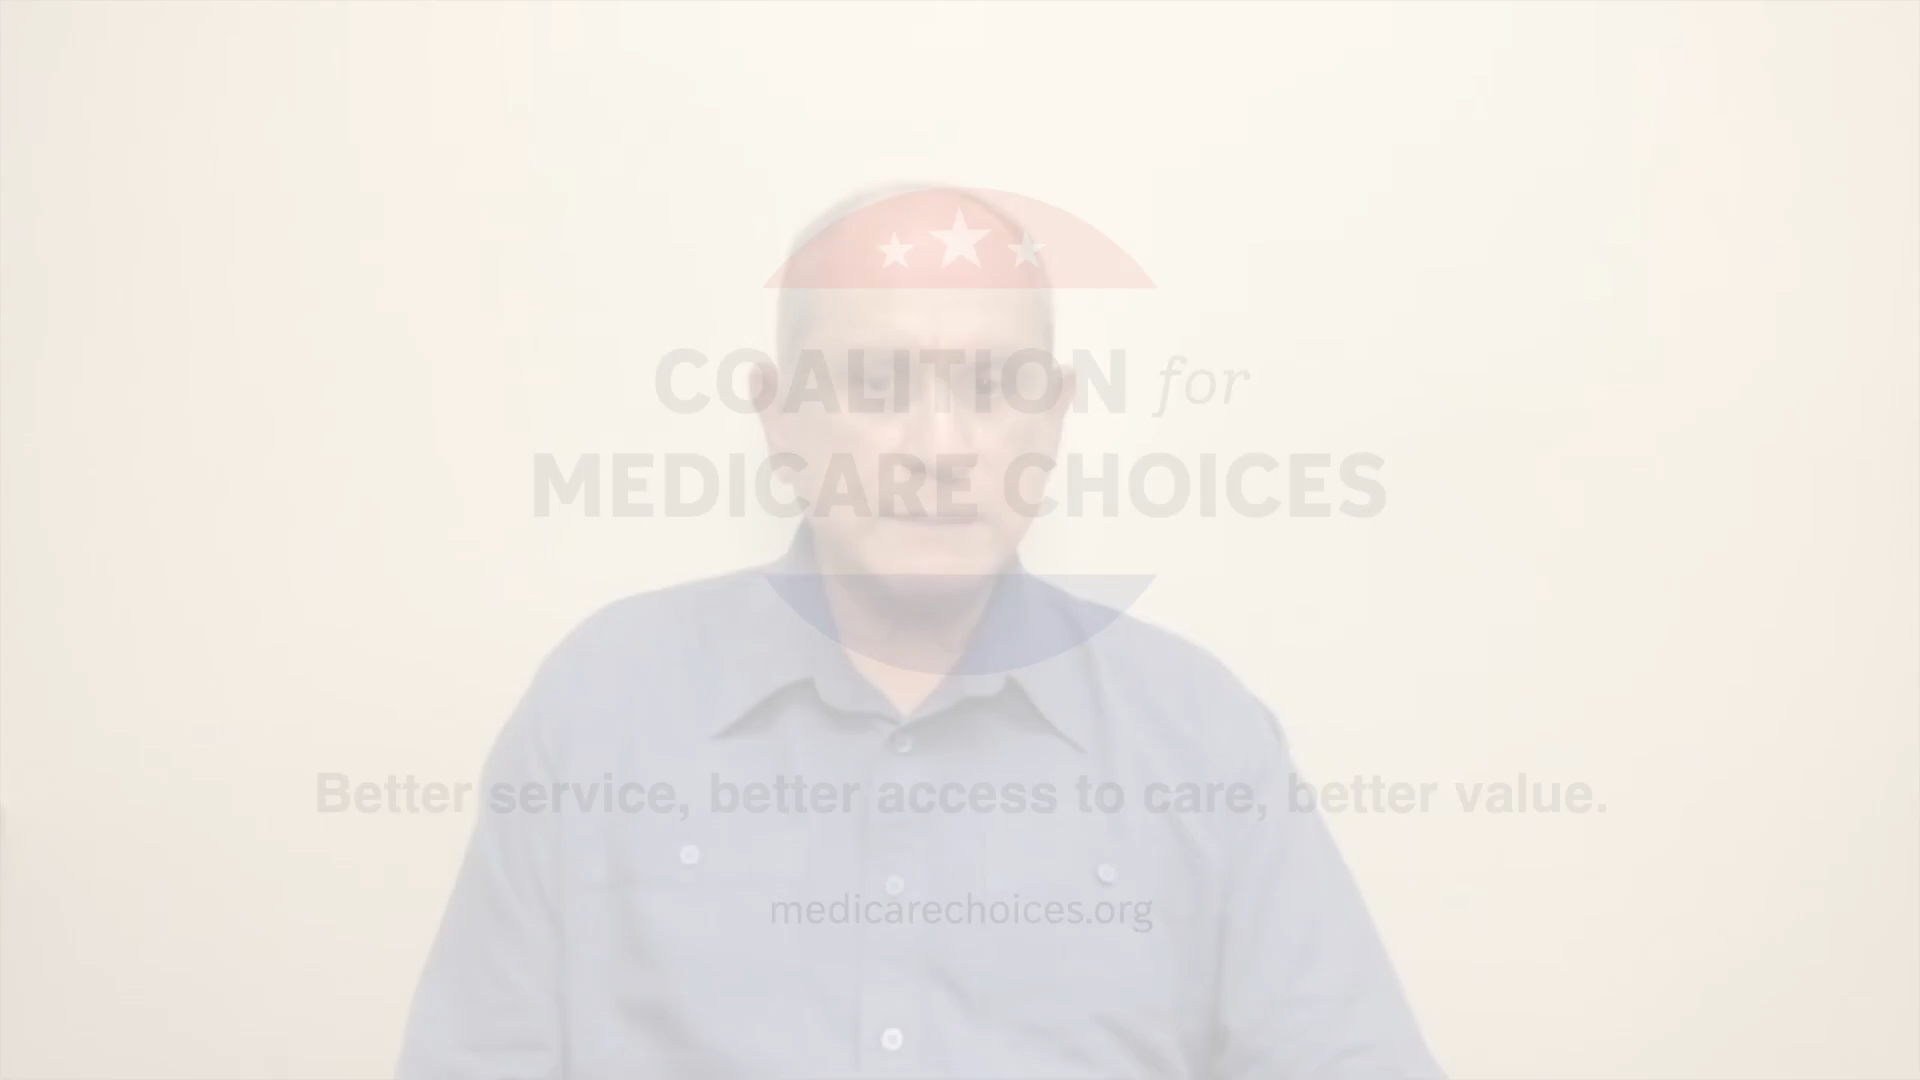 COALITION for
MEDICARE CHOICES
Better service, better access to care, better value.
medicarechoices.org